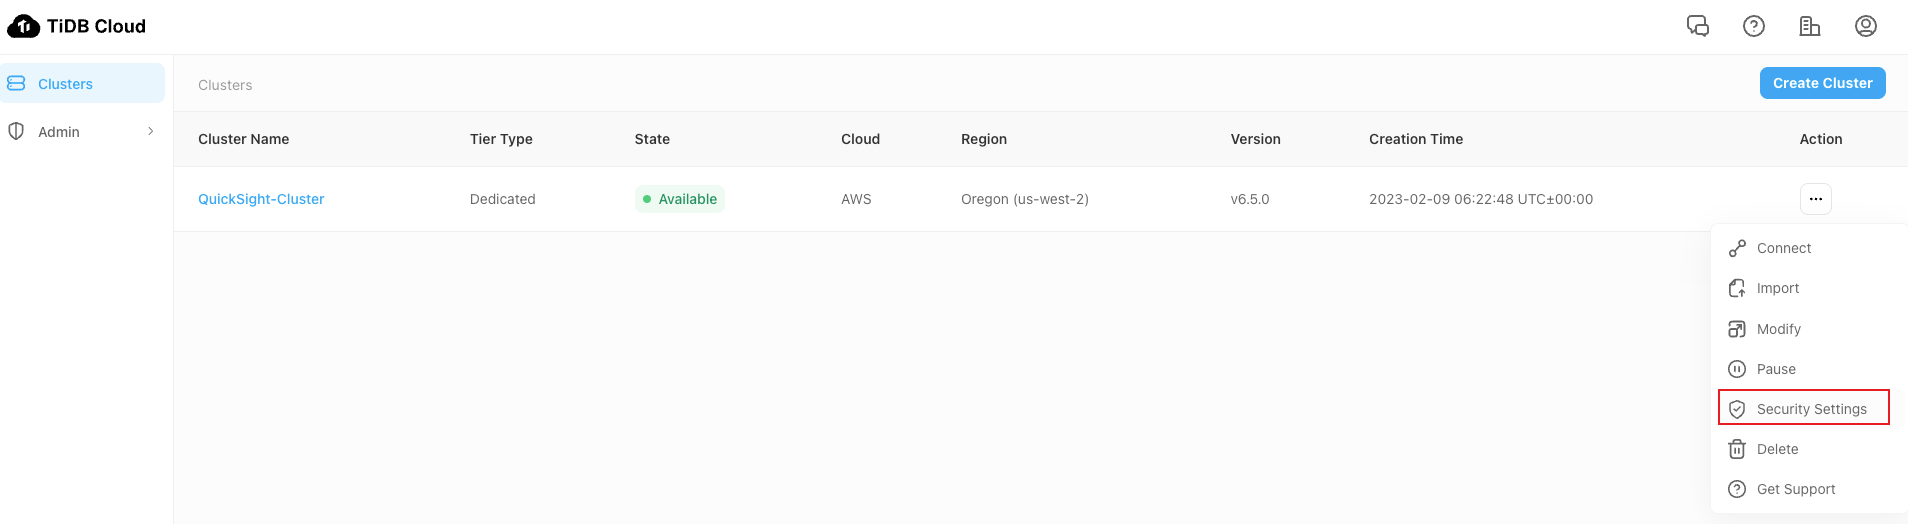 TiDB Cloud
Clusters
Admin
Clusters
Create Cluster
Cluster Name Tier Type State Cloud Region Version Creation Time Action
QuickSight-Cluster Dedicated Available AWS Oregon (us-west-2) v6.5.0 2023-02-09 06:22:48 UTC±00:00 ···
Connect
Import
Modify
Pause
Security Settings
Delete
Get Support